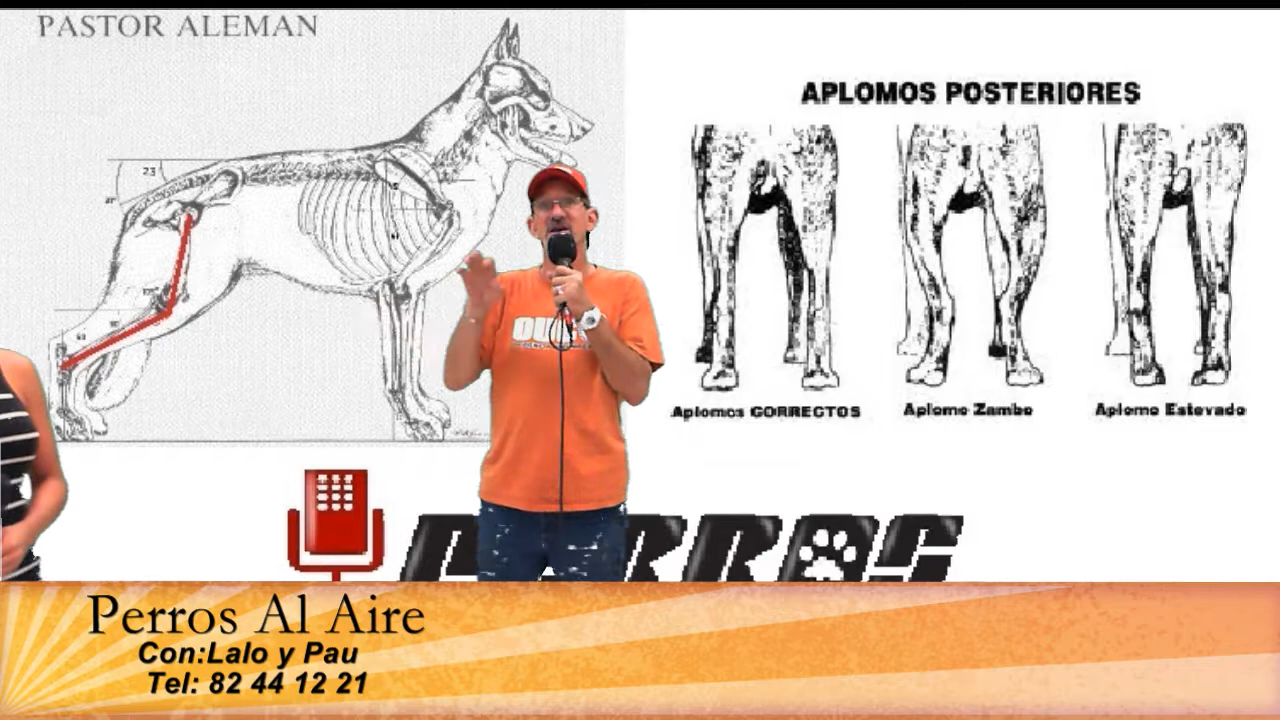 PASTOR ALEMAN
APLOMOS POSTERIORES
Aplomos CORRECTOS
Aplomo Zambo
Aplomo Estevado
Perros Al Aire
Con:Lalo y Pau
Tel: 82 44 12 21